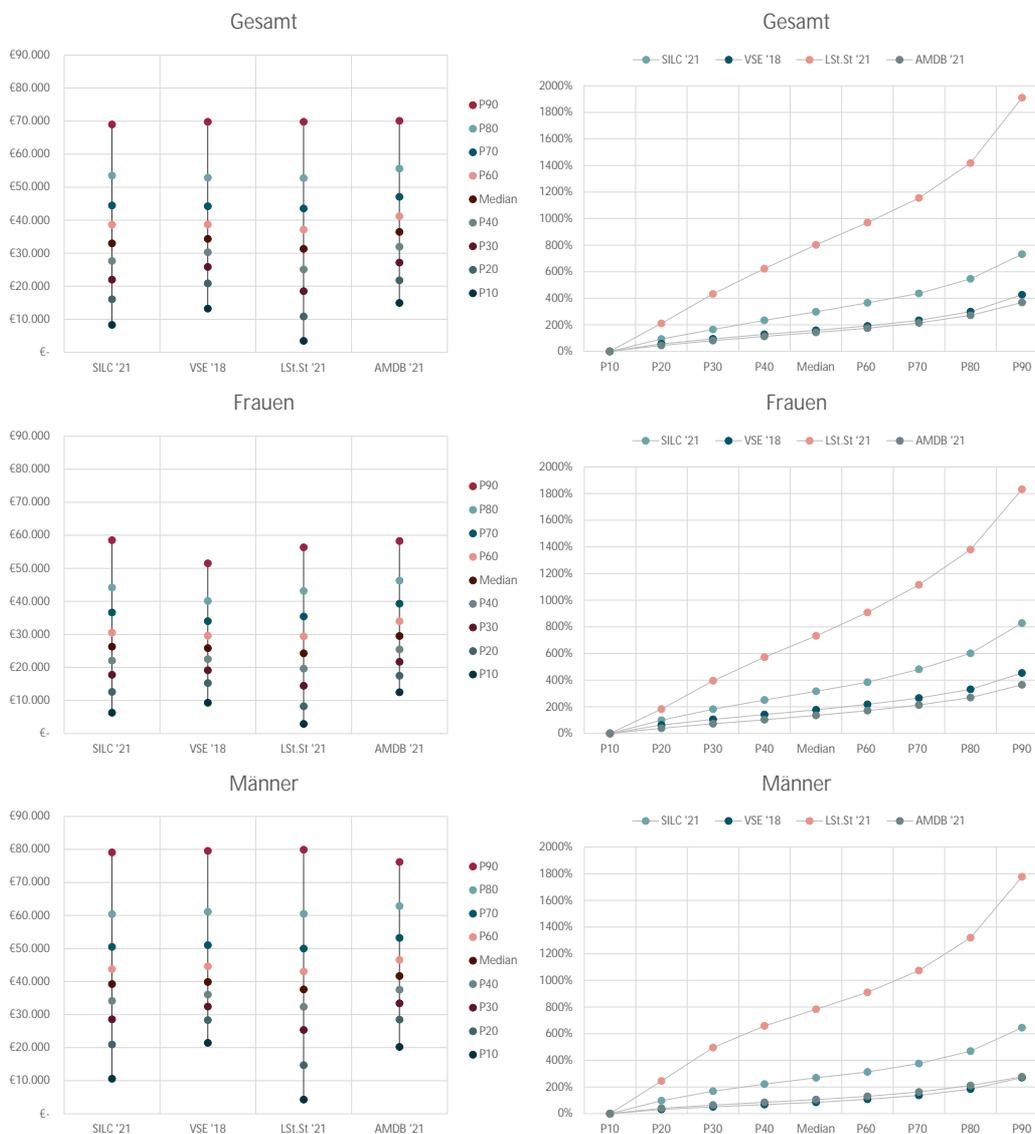 Gesamt
€90.000
€80.000
€70.000
€60.000
€50.000
€40.000
€30.000
€20.000
€10.000
€-
SILC '21 VSE '18 LSt.St '21 AMDB '21
P90
P80
P70
P60
Median
P40
P30
P20
P10
Gesamt
SILC '21 VSE '18 LSt.St '21 AMDB '21
2000%
1800%
1600%
1400%
1200%
1000%
800%
600%
400%
200%
0%
P10 P20 P30 P40 Median P60 P70 P80 P90
Frauen
€90.000
€80.000
€70.000
€60.000
€50.000
€40.000
€30.000
€20.000
€10.000
€-
SILC '21 VSE '18 LSt.St '21 AMDB '21
P90
P80
P70
P60
Median
P40
P30
P20
P10
Frauen
SILC '21 VSE '18 LSt.St '21 AMDB '21
2000%
1800%
1600%
1400%
1200%
1000%
800%
600%
400%
200%
0%
P10 P20 P30 P40 Median P60 P70 P80 P90
Männer
€90.000
€80.000
€70.000
€60.000
€50.000
€40.000
€30.000
€20.000
€10.000
€-
SILC '21 VSE '18 LSt.St '21 AMDB '21
P90
P80
P70
P60
Median
P40
P30
P20
P10
Männer
SILC '21 VSE '18 LSt.St '21 AMDB '21
2000%
1800%
1600%
1400%
1200%
1000%
800%
600%
400%
200%
0%
P10 P20 P30 P40 Median P60 P70 P80 P90